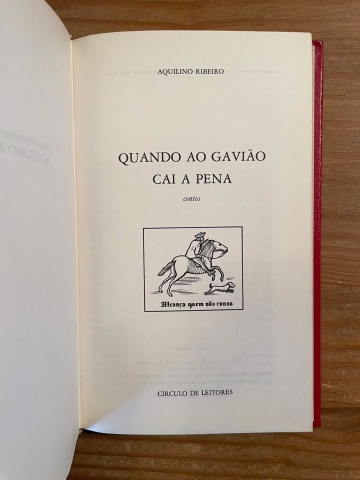 AQUILINO RIBEIRO
QUANDO AO GAVIÃO
CAI A PENA
contos
Alcança quem não cansa
CÍRCULO DE LEITORES